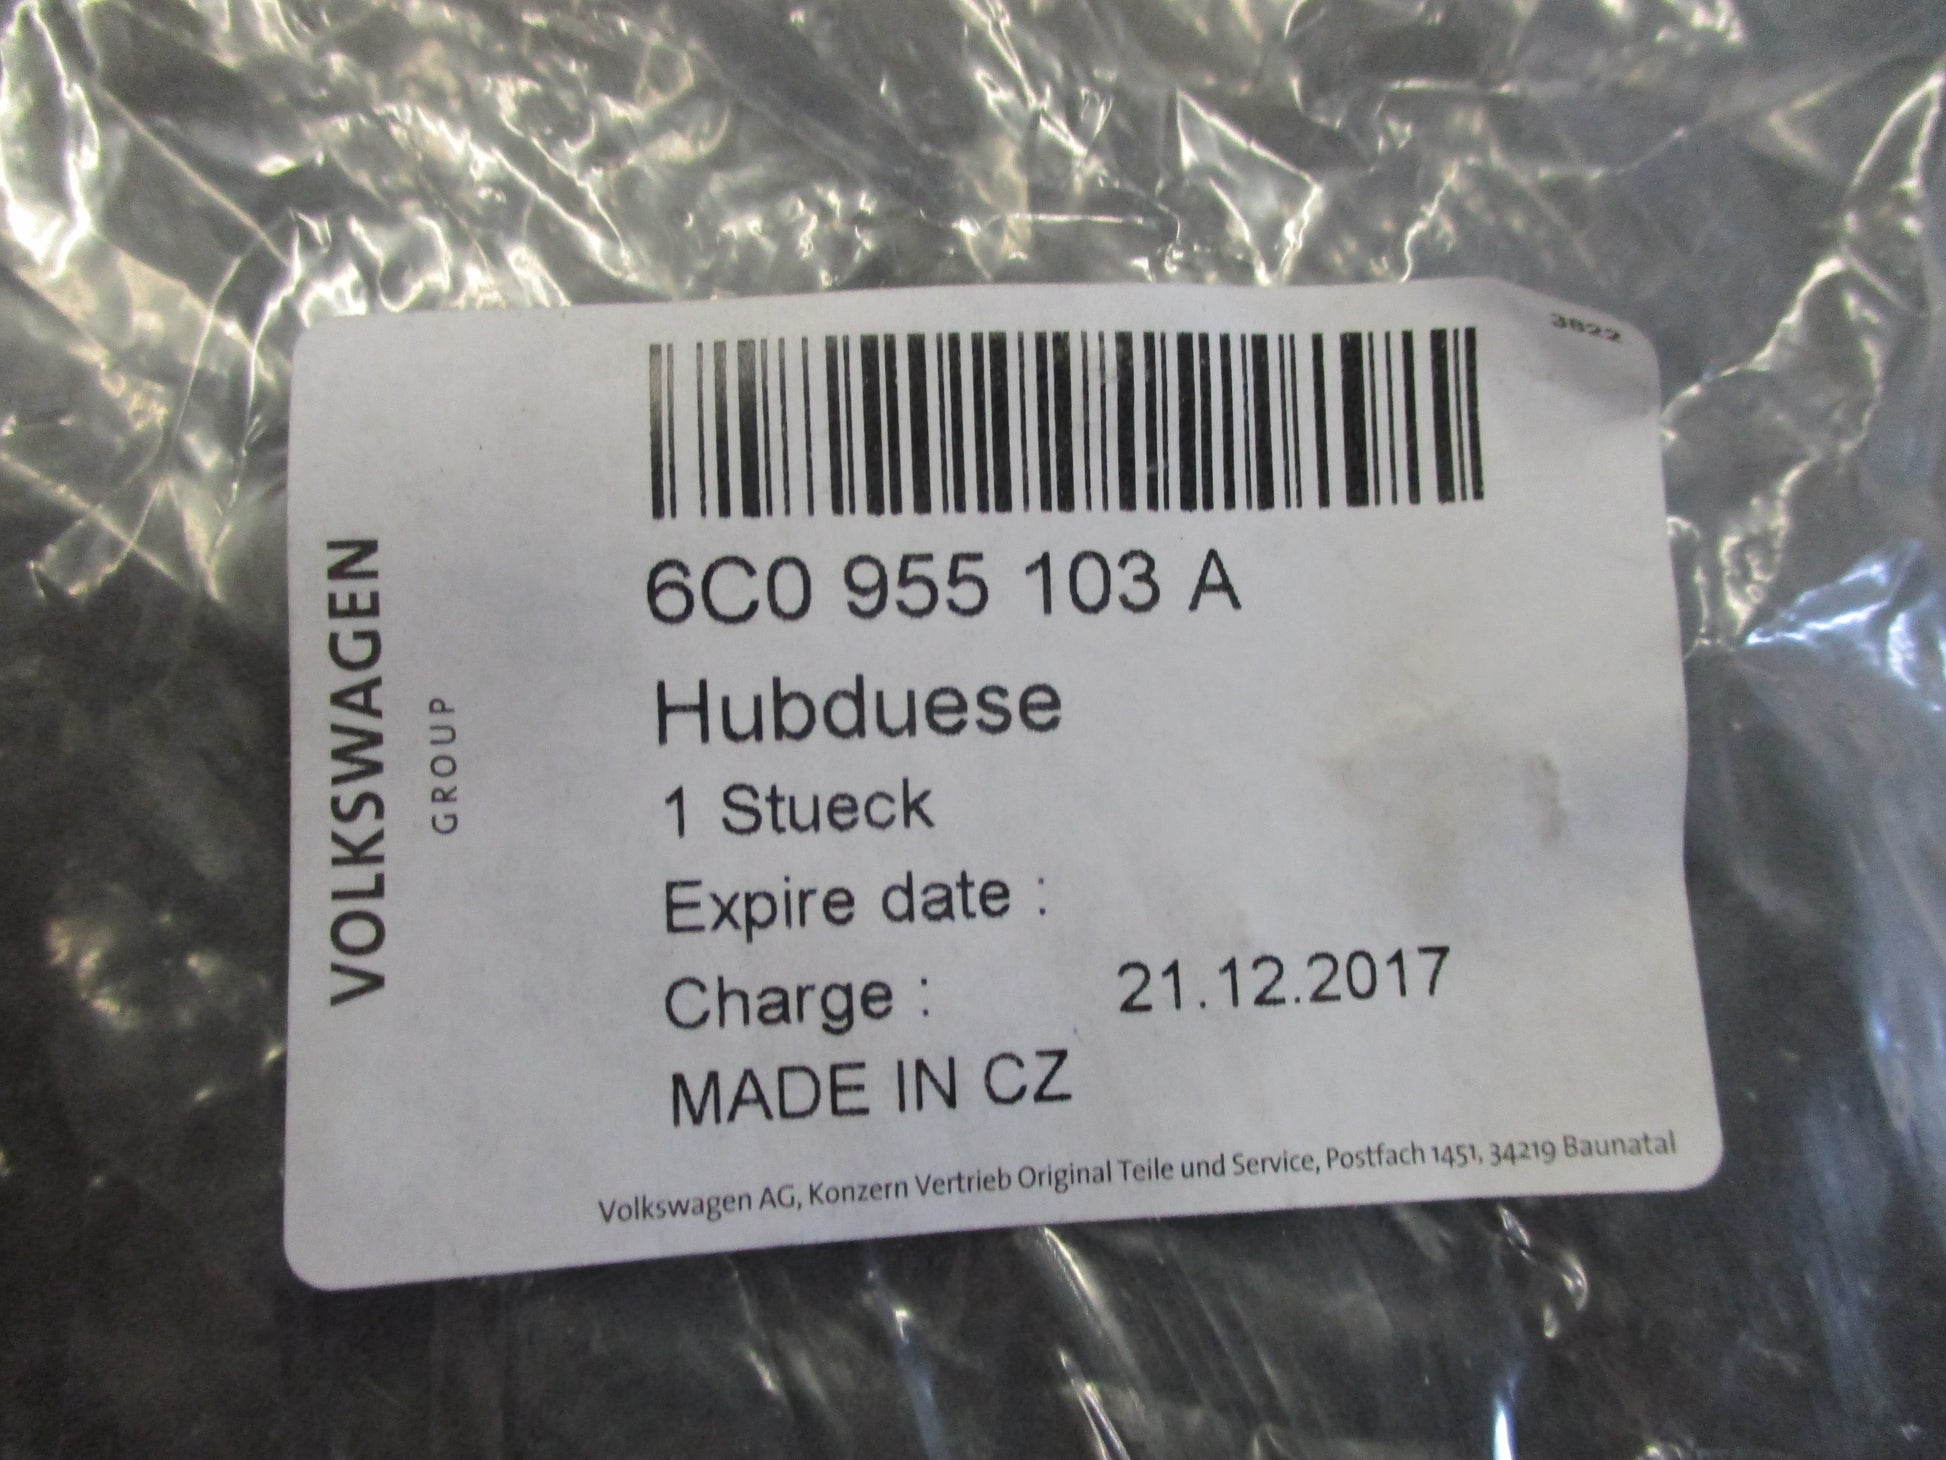 3822
VOLKSWAGEN
GROUP
6C0 955 103 A
Hubduese
1 Stueck
Expire date :
Charge : 21.12.2017
MADE IN CZ
Volkswagen AG, Konzern Vertrieb Original Teile und Service, Postfach 1451, 34219 Baunatal